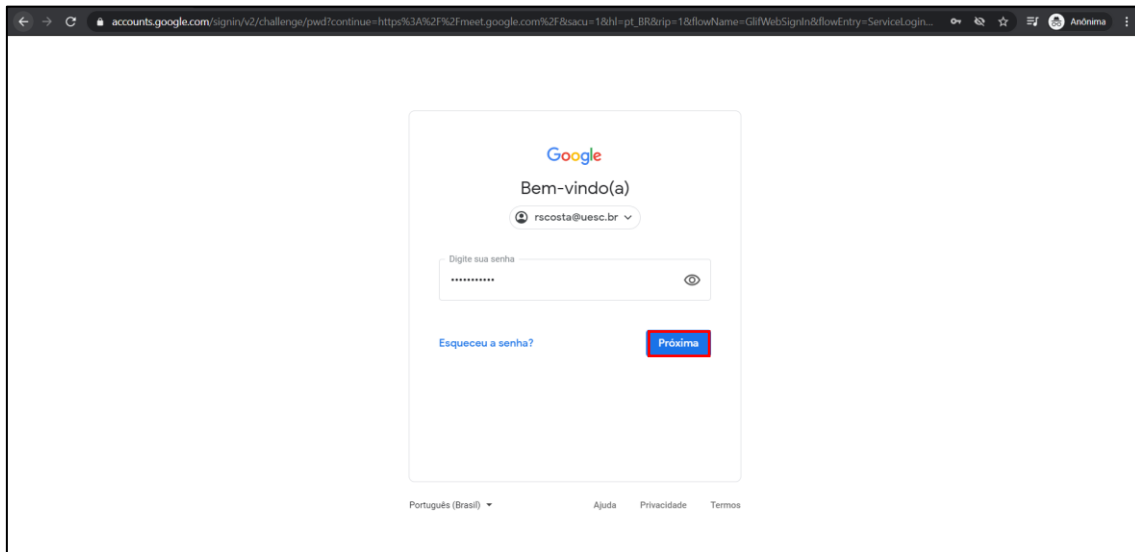 accounts.google.com/signin/v2/challenge/pwd?continue=https%3A%2F%2Fmeet.google.com%2F&sacu=1&hl=pt_BR&rip=1&flowName=GlifWebSignIn&flowEntry=ServiceLogin... Anônima
Google
Bem-vindo(a)
rscosta@uesc.br
Digite sua senha
•••••••••••
Esqueceu a senha? Próxima
Português (Brasil) Ajuda Privacidade Termos